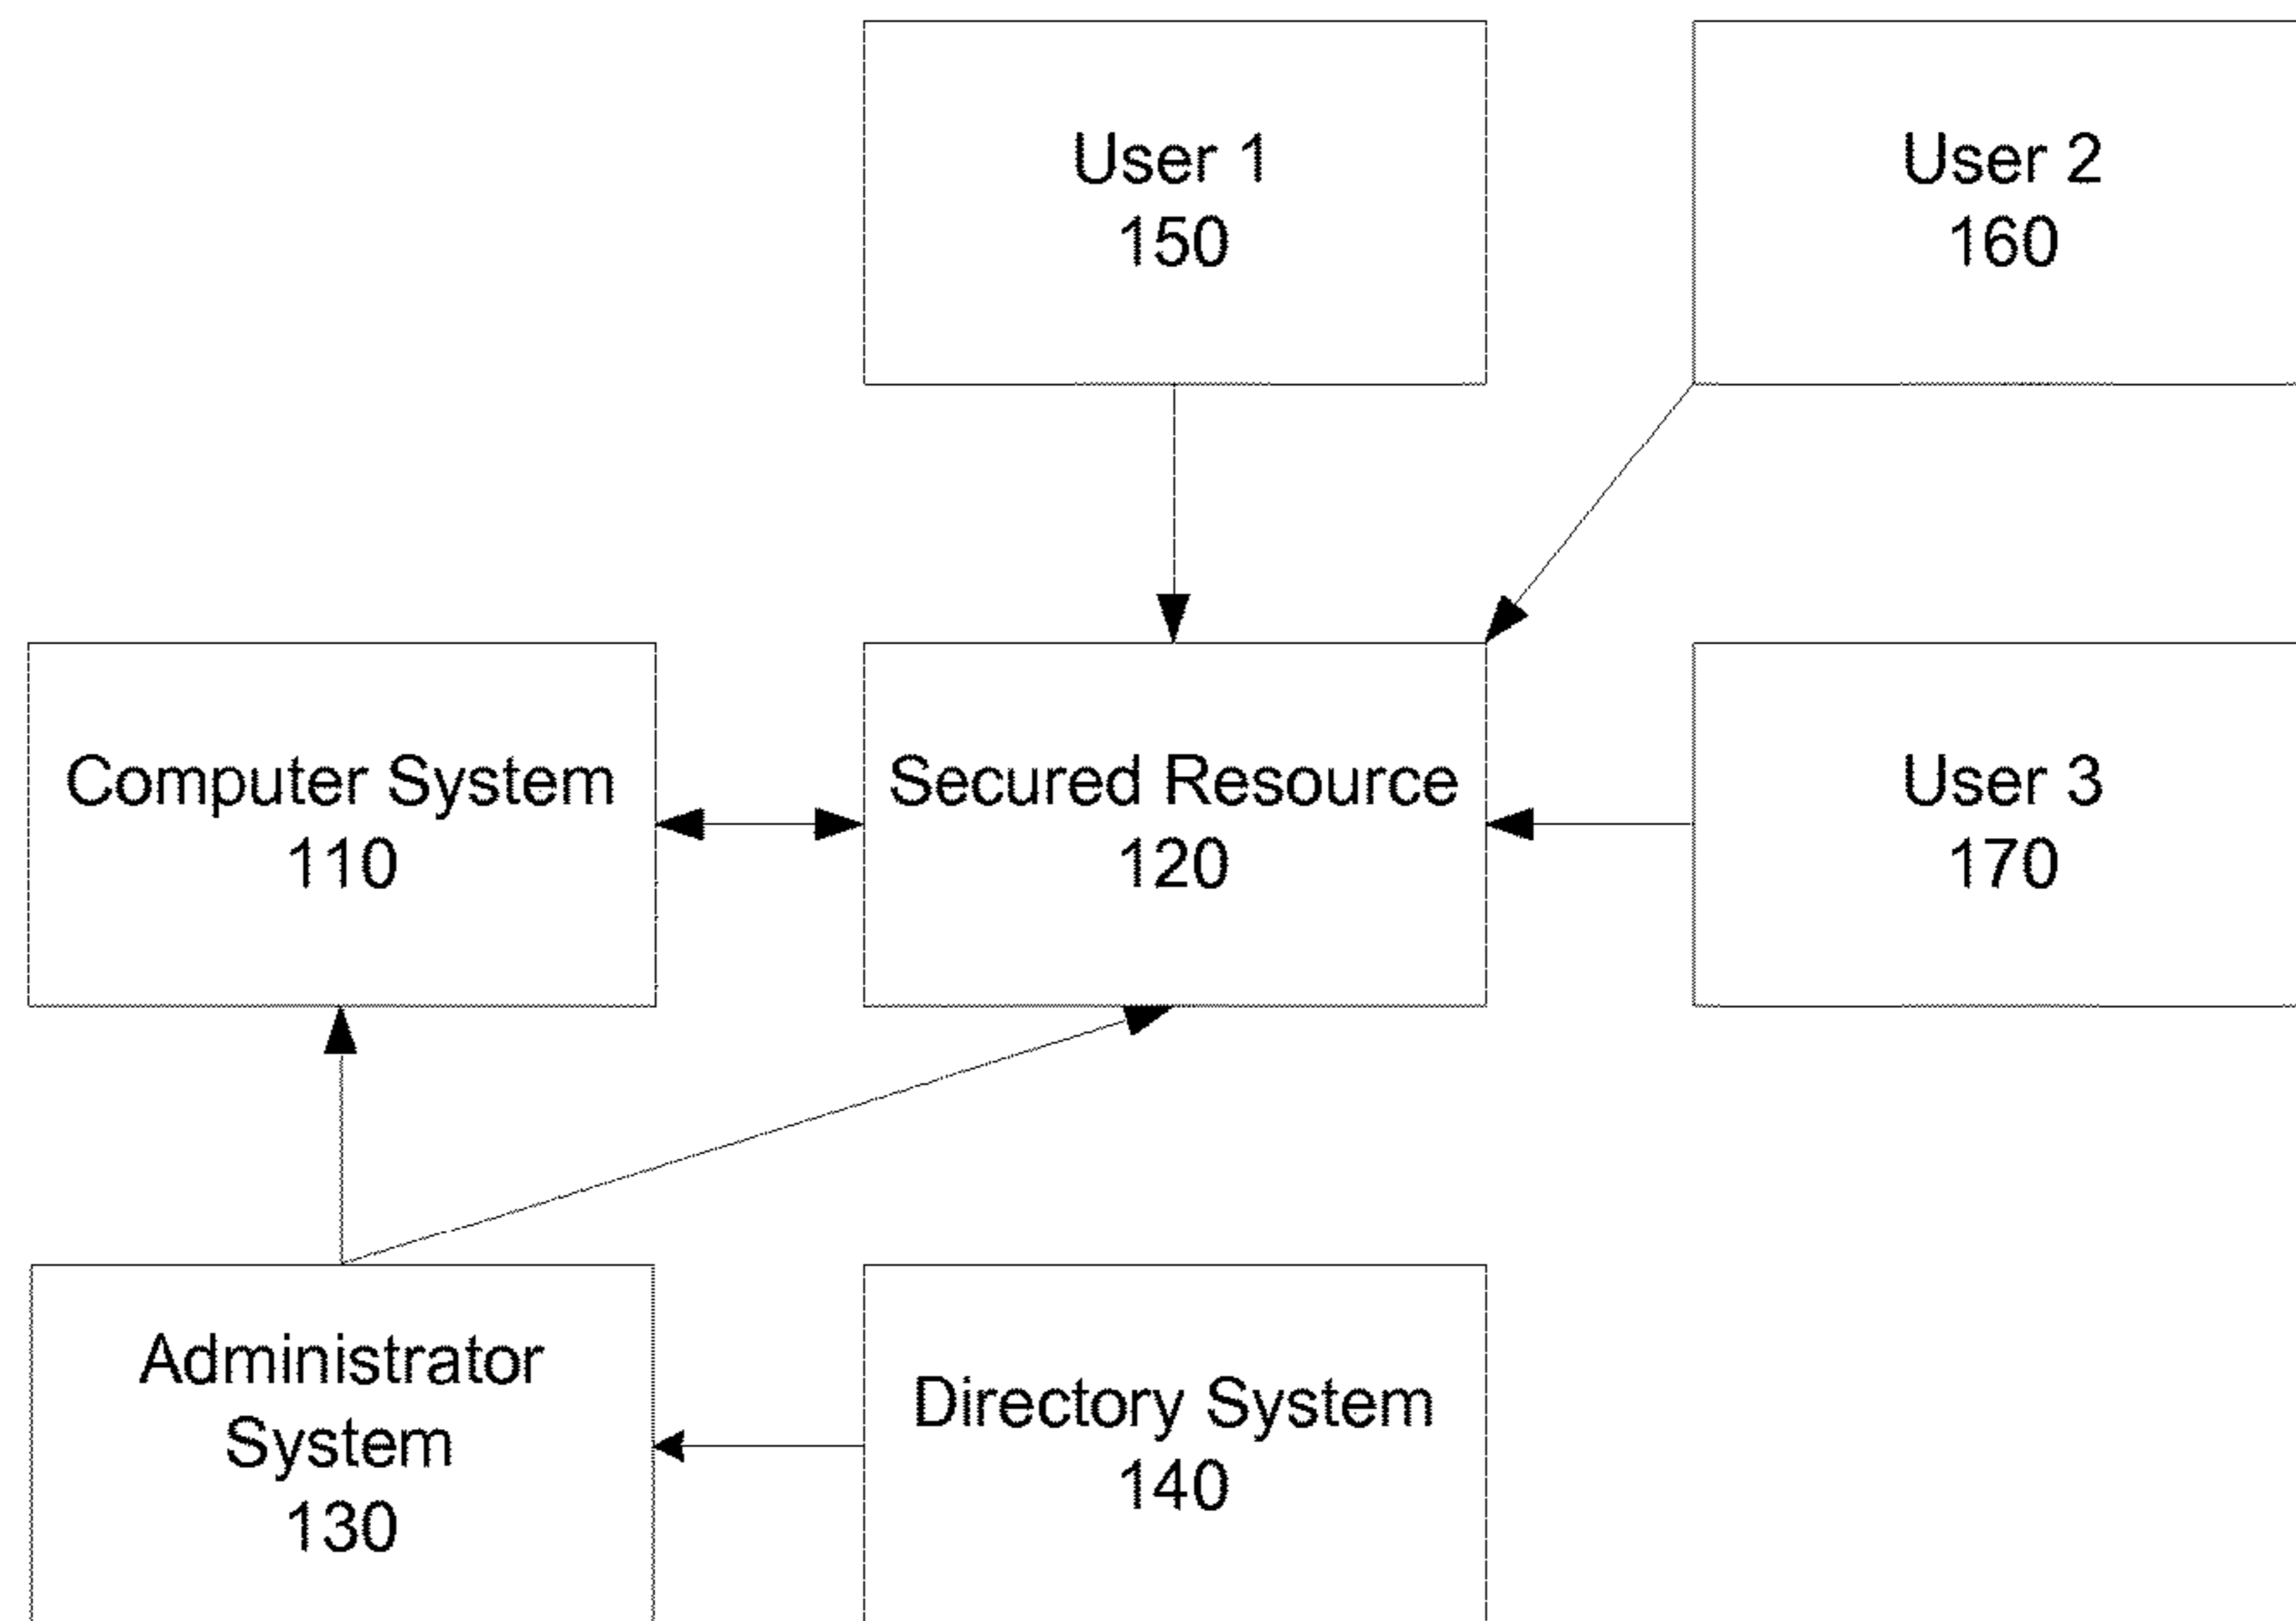 User 1
150
User 2
160
Computer System
110
Secured Resource
120
User 3
170
Administrator
System
130
Directory System
140